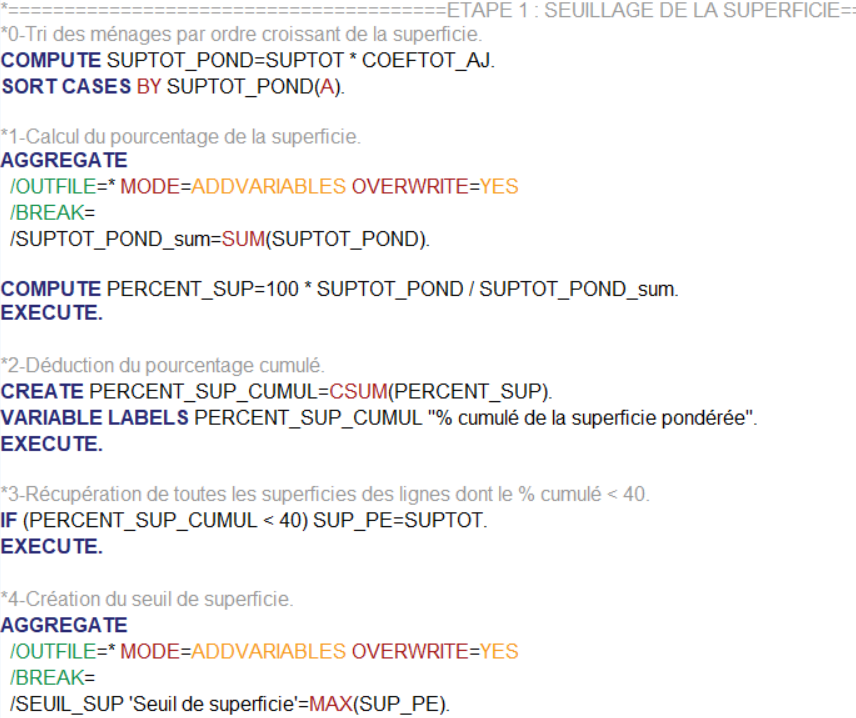 *=======================================ETAPE 1 : SEUILLAGE DE LA SUPERFICIE==
*0-Tri des ménages par ordre croissant de la superficie.
COMPUTE SUPTOT_POND=SUPTOT * COEFTOT_AJ.
SORT CASES BY SUPTOT_POND(A).
*1-Calcul du pourcentage de la superficie.
AGGREGATE
/OUTFILE=* MODE=ADDVARIABLES OVERWRITE=YES
/BREAK=
/SUPTOT_POND_sum=SUM(SUPTOT_POND).
COMPUTE PERCENT_SUP=100 * SUPTOT_POND / SUPTOT_POND_sum.
EXECUTE.
*2-Déduction du pourcentage cumulé.
CREATE PERCENT_SUP_CUMUL=CSUM(PERCENT_SUP).
VARIABLE LABELS PERCENT_SUP_CUMUL "% cumulé de la superficie pondérée".
EXECUTE.
*3-Récupération de toutes les superficies des lignes dont le % cumulé < 40.
IF (PERCENT_SUP_CUMUL < 40) SUP_PE=SUPTOT.
EXECUTE.
*4-Création du seuil de superficie.
AGGREGATE
/OUTFILE=* MODE=ADDVARIABLES OVERWRITE=YES
/BREAK=
/SEUIL_SUP 'Seuil de superficie'=MAX(SUP_PE).